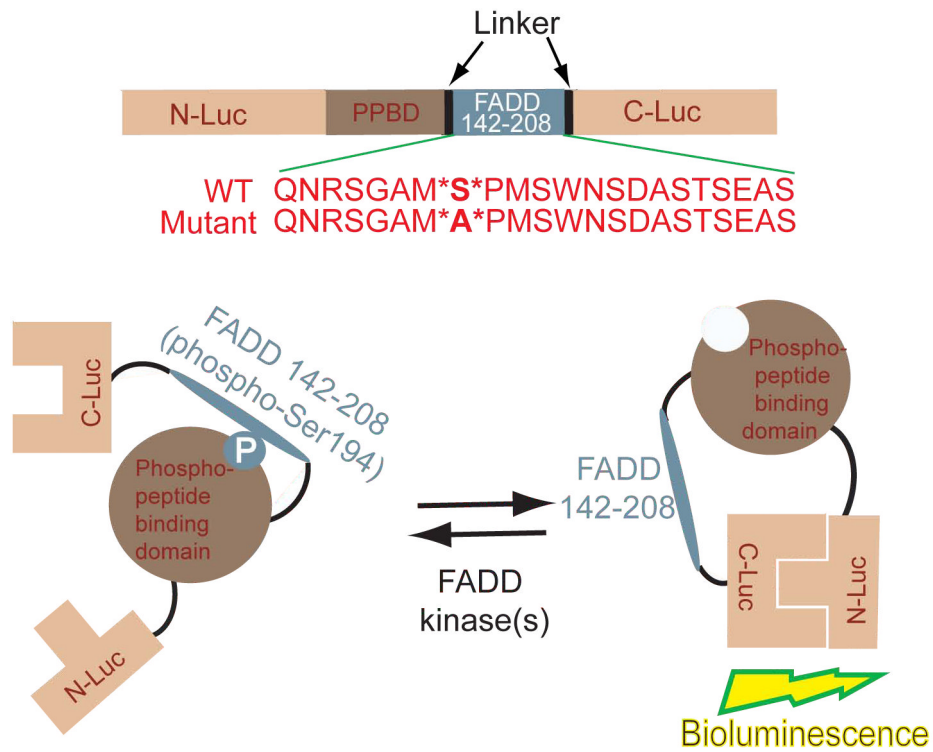 Linker
N-Luc
PPBD
FADD
142-208
C-Luc
WT QNRSGAM*S*PMSWNSDASTSEAS
Mutant QNRSGAM*A*PMSWNSDASTSEAS
C-Luc
FADD 142-208
(phospho-Ser194)
P
Phospho-
peptide
binding
domain
N-Luc
FADD
kinase(s)
Phospho-
peptide
binding
domain
FADD
142-208
C-Luc
N-Luc
Bioluminescence